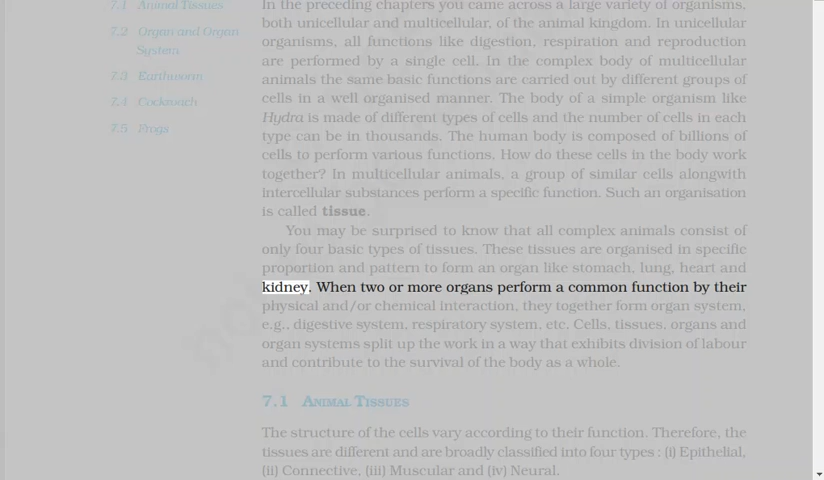 7.1 Animal Tissues
7.2 Organ and Organ
System
7.3 Earthworm
7.4 Cockroach
7.5 Frogs
In the preceding chapters you came across a large variety of organisms,
both unicellular and multicellular, of the animal kingdom. In unicellular
organisms, all functions like digestion, respiration and reproduction
are performed by a single cell. In the complex body of multicellular
animals the same basic functions are carried out by different groups of
cells in a well organised manner. The body of a simple organism like
Hydra is made of different types of cells and the number of cells in each
type can be in thousands. The human body is composed of billions of
cells to perform various functions. How do these cells in the body work
together? In multicellular animals, a group of similar cells alongwith
intercellular substances perform a specific function. Such an organisation
is called tissue.
You may be surprised to know that all complex animals consist of
only four basic types of tissues. These tissues are organised in specific
proportion and pattern to form an organ like stomach, lung, heart and
kidney. When two or more organs perform a common function by their
physical and/or chemical interaction, they together form organ system,
e.g., digestive system, respiratory system, etc. Cells, tissues, organs and
organ systems split up the work in a way that exhibits division of labour
and contribute to the survival of the body as a whole.
7.1 Animal Tissues
The structure of the cells vary according to their function. Therefore, the
tissues are different and are broadly classified into four types : (i) Epithelial,
(ii) Connective, (iii) Muscular and (iv) Neural.